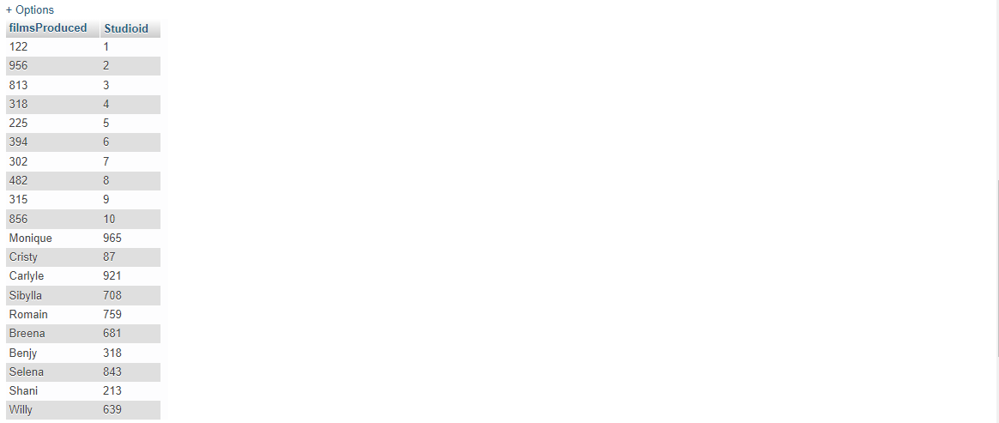 + Options
filmsProduced Studioid
122 1
956 2
813 3
318 4
225 5
394 6
302 7
482 8
315 9
856 10
Monique 965
Cristy 87
Carlyle 921
Sibylla 708
Romain 759
Breena 681
Benjy 318
Selena 843
Shani 213
Willy 639